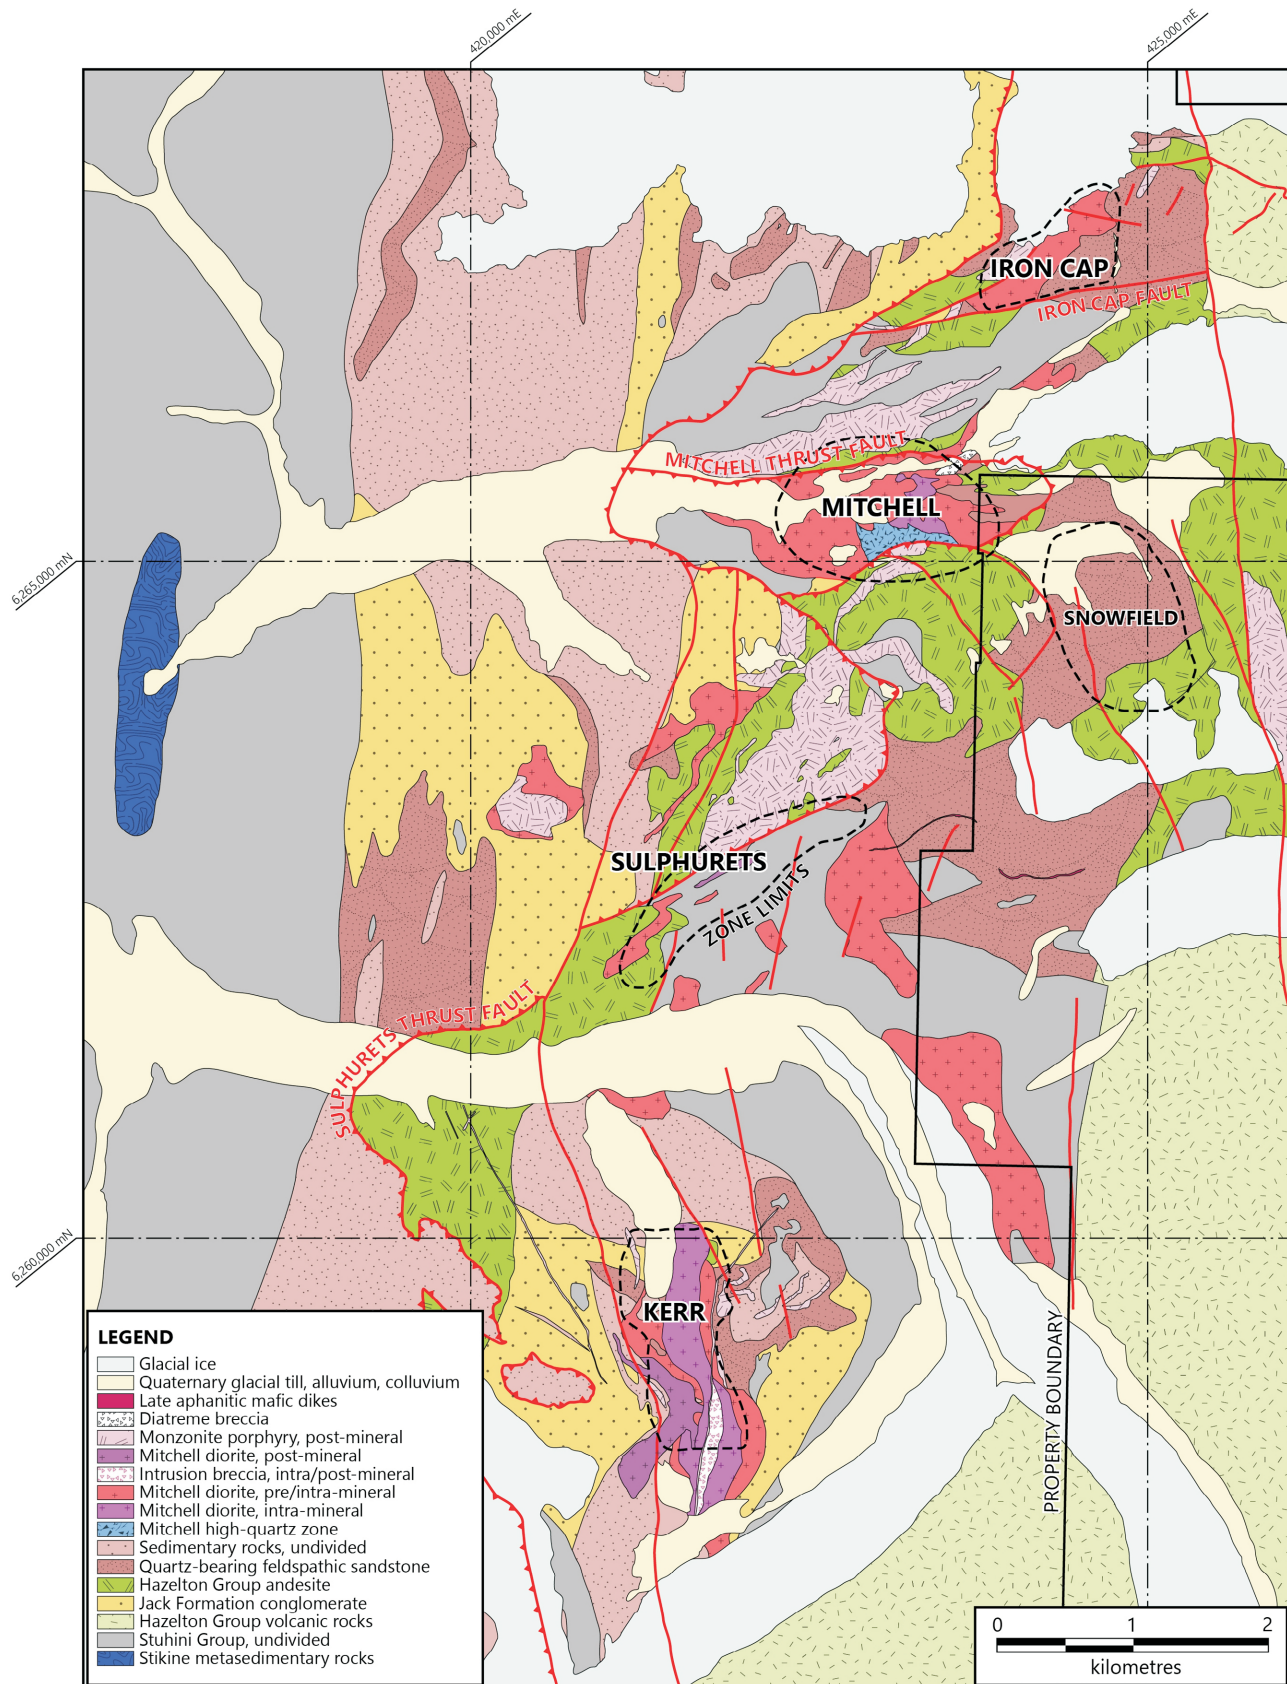 420,000 mE
425,000 mE
IRON CAP
IRON CAP FAULT
MITCHELL THRUST FAULT
MITCHELL
6,265,000 mN
SNOWFIELD
SULPHURETS
ZONE LIMITS
SULPHURETS THRUST FAULT
6,260,000 mN
KERR
PROPERTY BOUNDARY
LEGEND
Glacial ice
Quaternary glacial till, alluvium, colluvium
Late aphanitic mafic dikes
Diatreme breccia
Monzonite porphyry, post-mineral
Mitchell diorite, post-mineral
Intrusion breccia, intra/post-mineral
Mitchell diorite, pre/intra-mineral
Mitchell diorite, intra-mineral
Mitchell high-quartz zone
Sedimentary rocks, undivided
Quartz-bearing feldspathic sandstone
Hazelton Group andesite
Jack Formation conglomerate
Hazelton Group volcanic rocks
Stuhini Group, undivided
Stikine metasedimentary rocks
0 1 2
kilometres